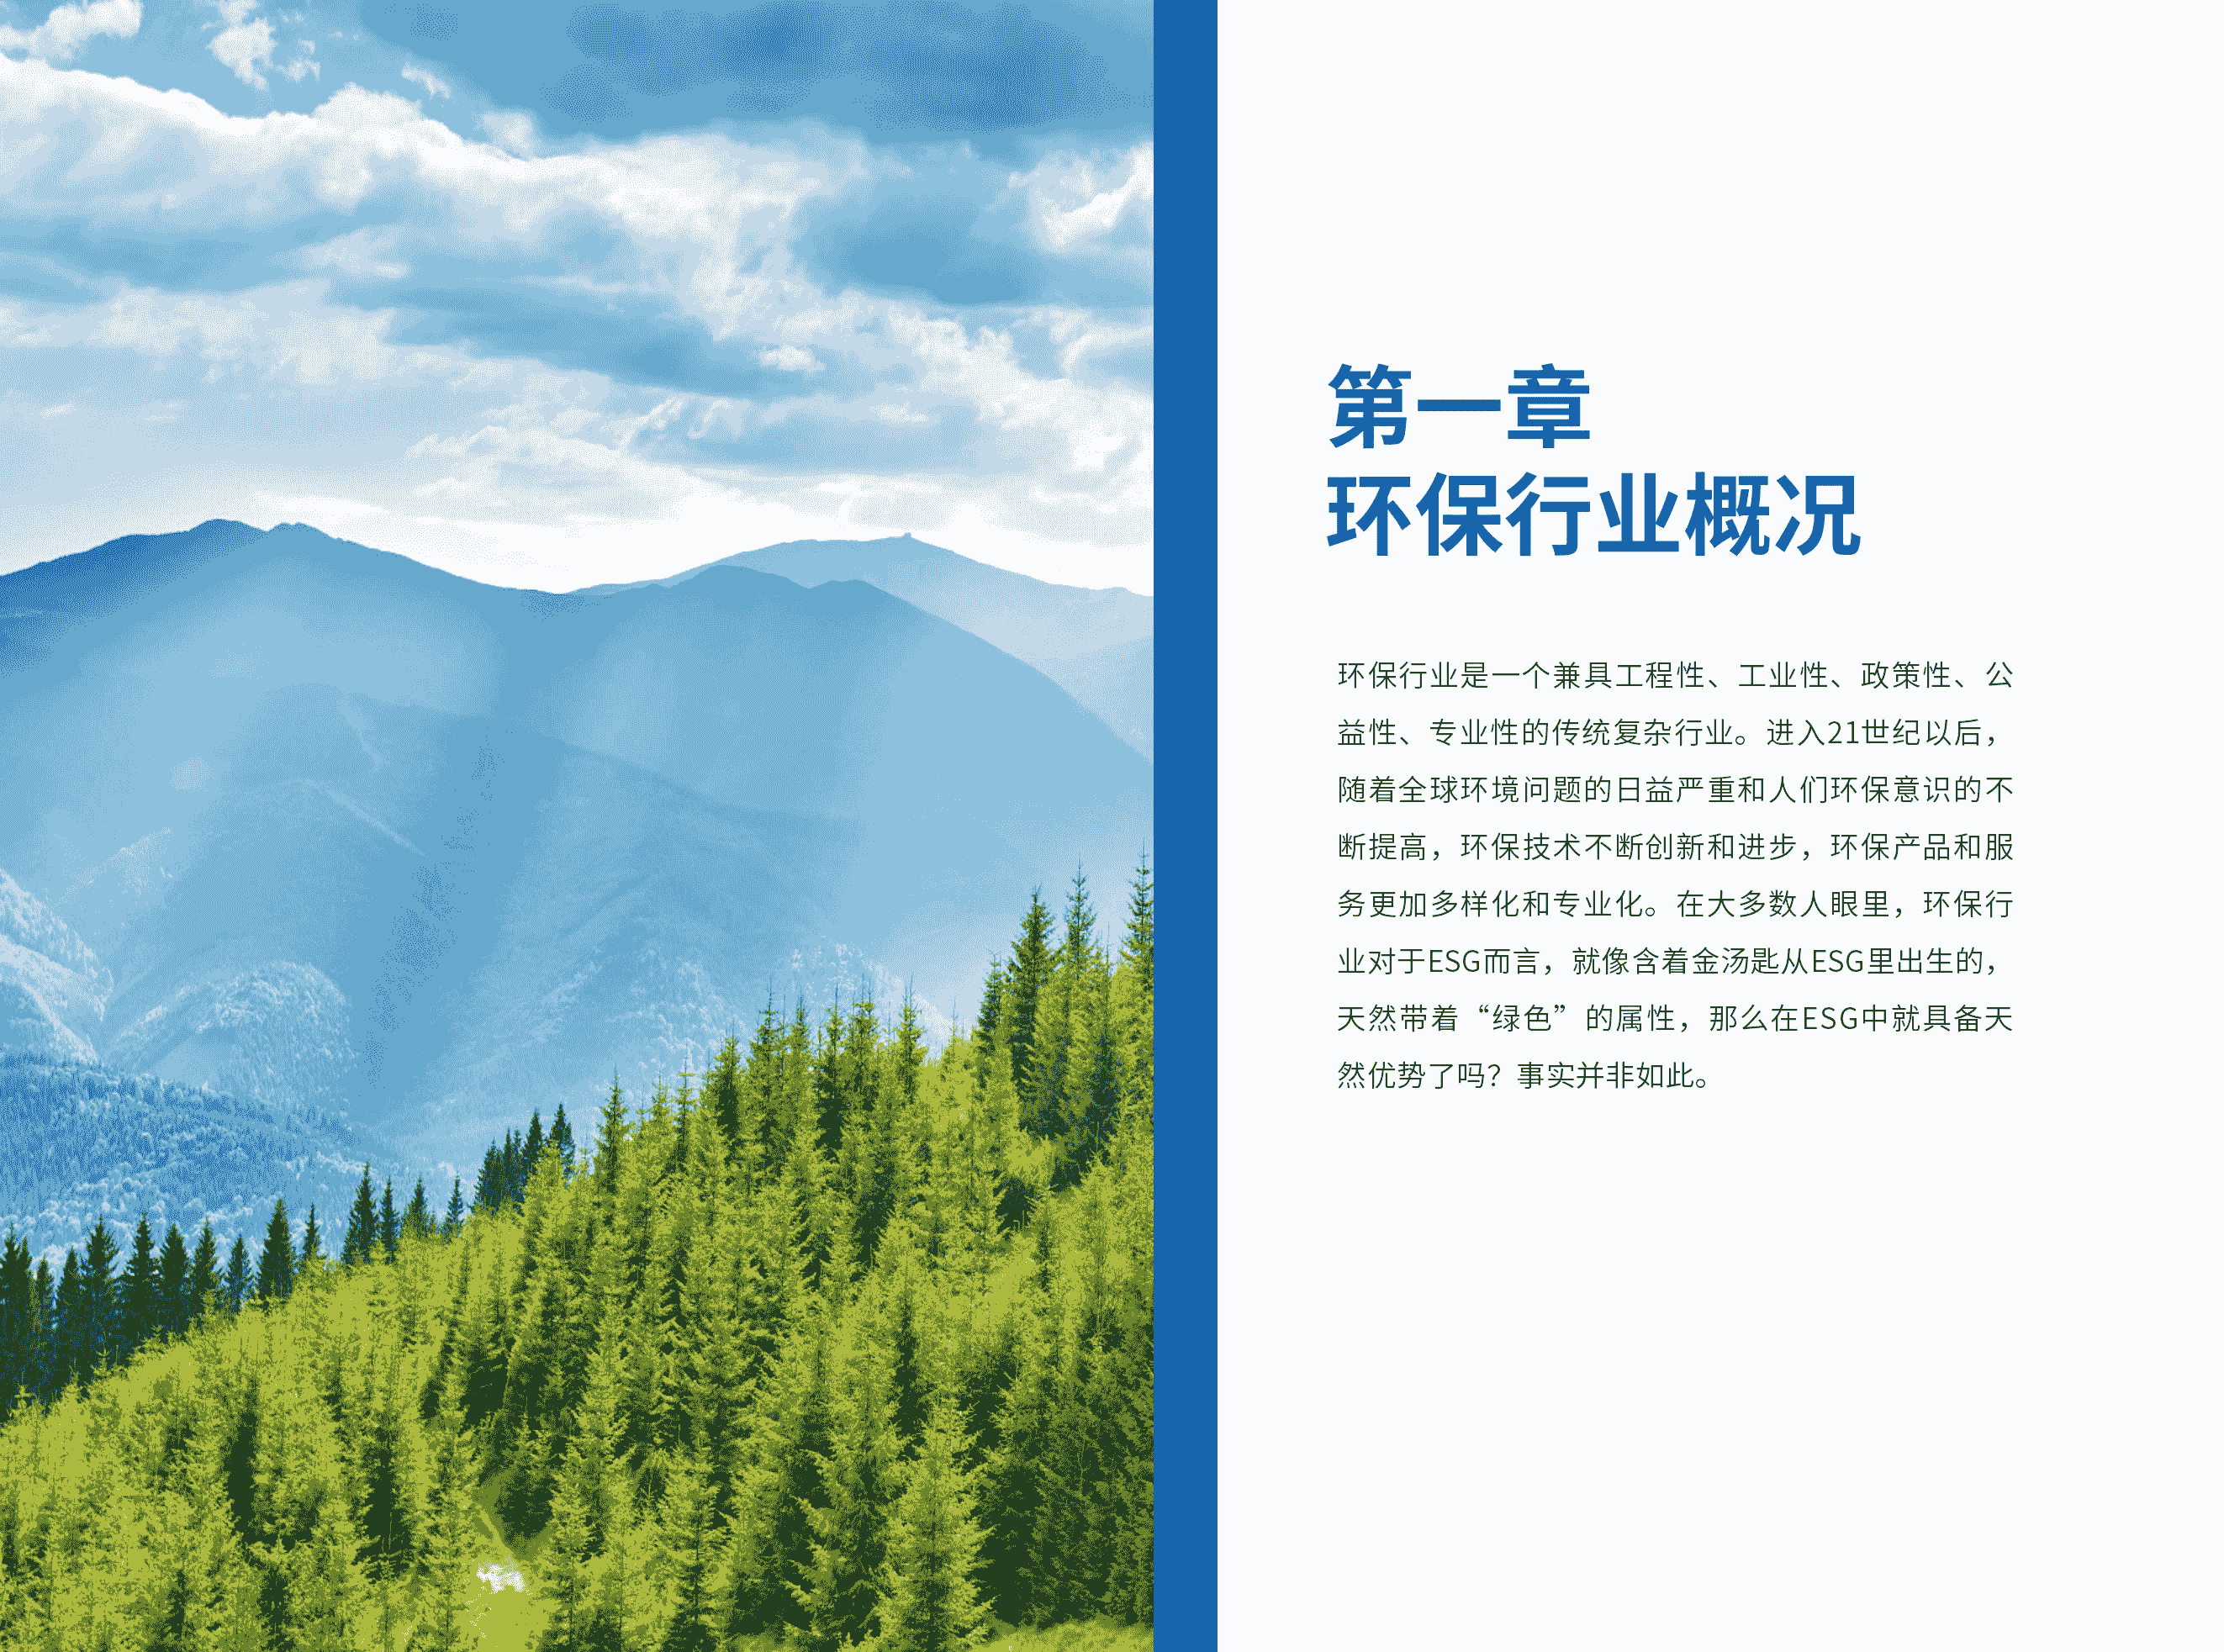 第一章
环保行业概况
环保行业是一个兼具工程性、工业性、政策性、公
益性、专业性的传统复杂行业。进入21世纪以后，
随着全球环境问题的日益严重和人们环保意识的不
断提高，环保技术不断创新和进步，环保产品和服
务更加多样化和专业化。在大多数人眼里，环保行
业对于ESG而言，就像含着金汤匙从ESG里出生的，
天然带着“绿色”的属性，那么在ESG中就具备天
然优势了吗？事实并非如此。